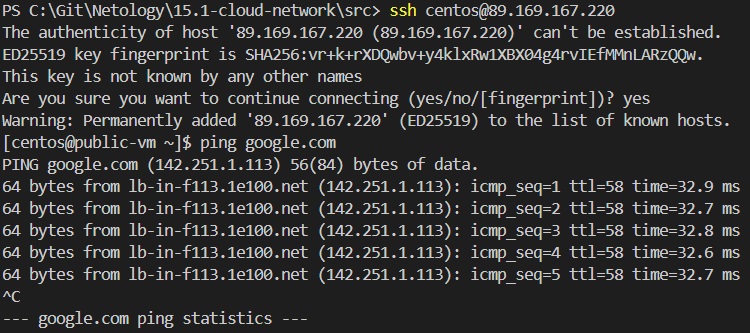 PS C:\Git\Netology\15.1-cloud-network\src> ssh centos@89.169.167.220
The authenticity of host '89.169.167.220 (89.169.167.220)' can't be established.
ED25519 key fingerprint is SHA256:vr+k+rXDQwbv+y4klxRw1XBX04g4rvIEfMMnLARzQQw.
This key is not known by any other names
Are you sure you want to continue connecting (yes/no/[fingerprint])? yes
Warning: Permanently added '89.169.167.220' (ED25519) to the list of known hosts.
[centos@public-vm ~]$ ping google.com
PING google.com (142.251.1.113) 56(84) bytes of data.
64 bytes from lb-in-f113.1e100.net (142.251.1.113): icmp_seq=1 ttl=58 time=32.9 ms
64 bytes from lb-in-f113.1e100.net (142.251.1.113): icmp_seq=2 ttl=58 time=32.7 ms
64 bytes from lb-in-f113.1e100.net (142.251.1.113): icmp_seq=3 ttl=58 time=32.8 ms
64 bytes from lb-in-f113.1e100.net (142.251.1.113): icmp_seq=4 ttl=58 time=32.6 ms
64 bytes from lb-in-f113.1e100.net (142.251.1.113): icmp_seq=5 ttl=58 time=32.7 ms
^C
--- google.com ping statistics ---